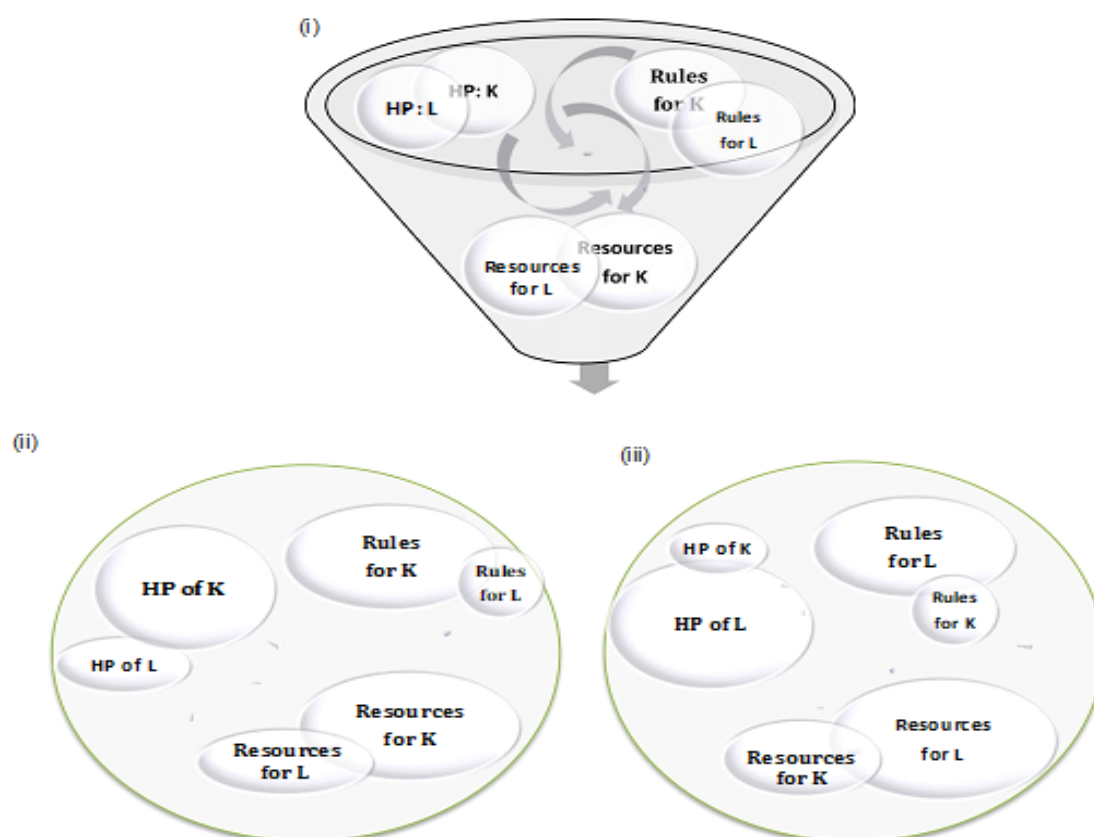 (i)
HP: L
HP: K
Rules
for K
Rules
for L
Resources
for L
Resources
for K
(ii)
HP of K
HP of L
Rules
for K
Rules
for L
Resources
for K
Resources
for L
(iii)
HP of K
HP of L
Rules
for L
Rules
for K
Resources
for L
Resources
for K